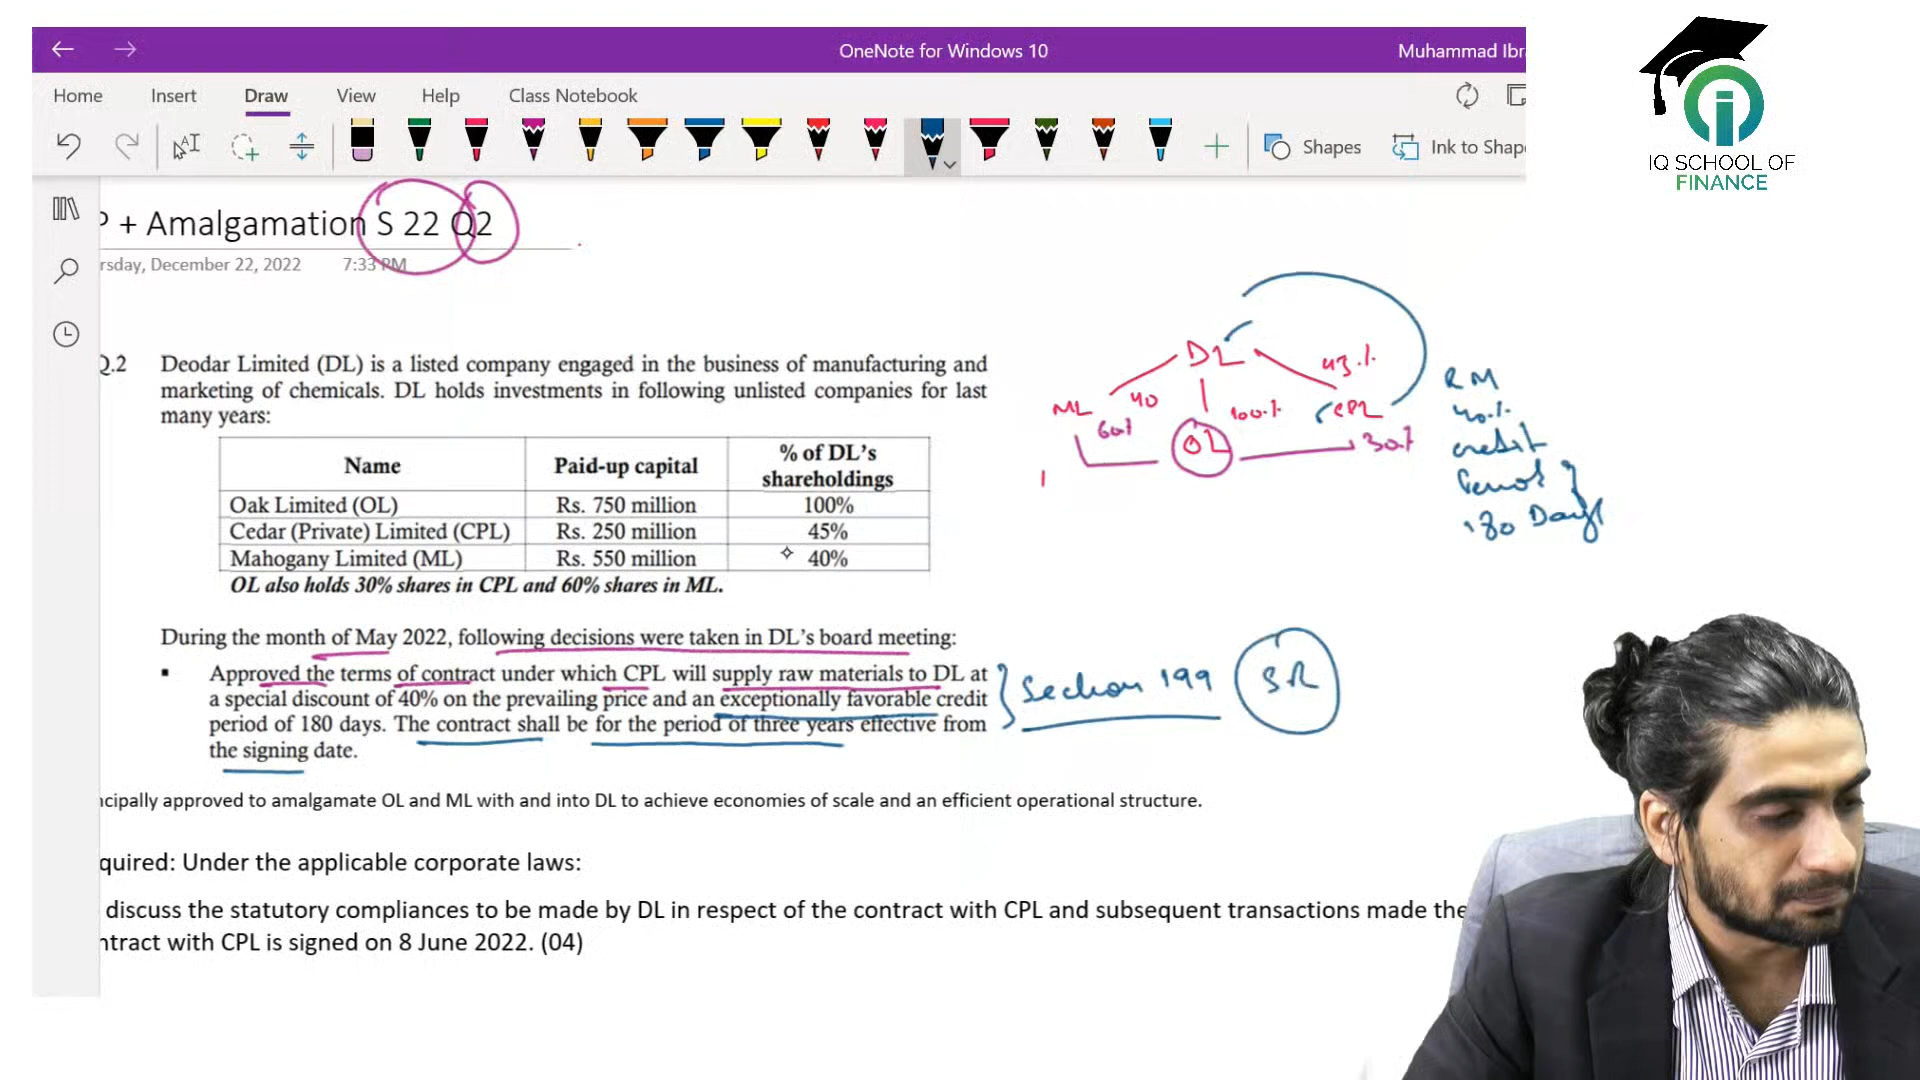 OneNote for Windows 10
Muhammad Ibr
Home Insert Draw View Help Class Notebook
Shapes
Ink to Shap
IQ SCHOOL OF
FINANCE
P + Amalgamation S 22 Q2
rsday, December 22, 2022 7:33 PM
Q.2 Deodar Limited (DL) is a listed company engaged in the business of manufacturing and
marketing of chemicals. DL holds investments in following unlisted companies for last
many years:
Name Paid-up capital % of DL's shareholdings
Oak Limited (OL) Rs. 750 million 100%
Cedar (Private) Limited (CPL) Rs. 250 million 45%
Mahogany Limited (ML) Rs. 550 million 40%
OL also holds 30% shares in CPL and 60% shares in ML.
DL
43%
ML 40 100% CPL
60% OL 30%
RM
40%
credit
Period
180 Days
During the month of May 2022, following decisions were taken in DL's board meeting:
Approved the terms of contract under which CPL will supply raw materials to DL at
a special discount of 40% on the prevailing price and an exceptionally favorable credit
period of 180 days. The contract shall be for the period of three years effective from
the signing date.
Section 199 SR
ncipally approved to amalgamate OL and ML with and into DL to achieve economies of scale and an efficient operational structure.
quired: Under the applicable corporate laws:
discuss the statutory compliances to be made by DL in respect of the contract with CPL and subsequent transactions made the
ntract with CPL is signed on 8 June 2022. (04)